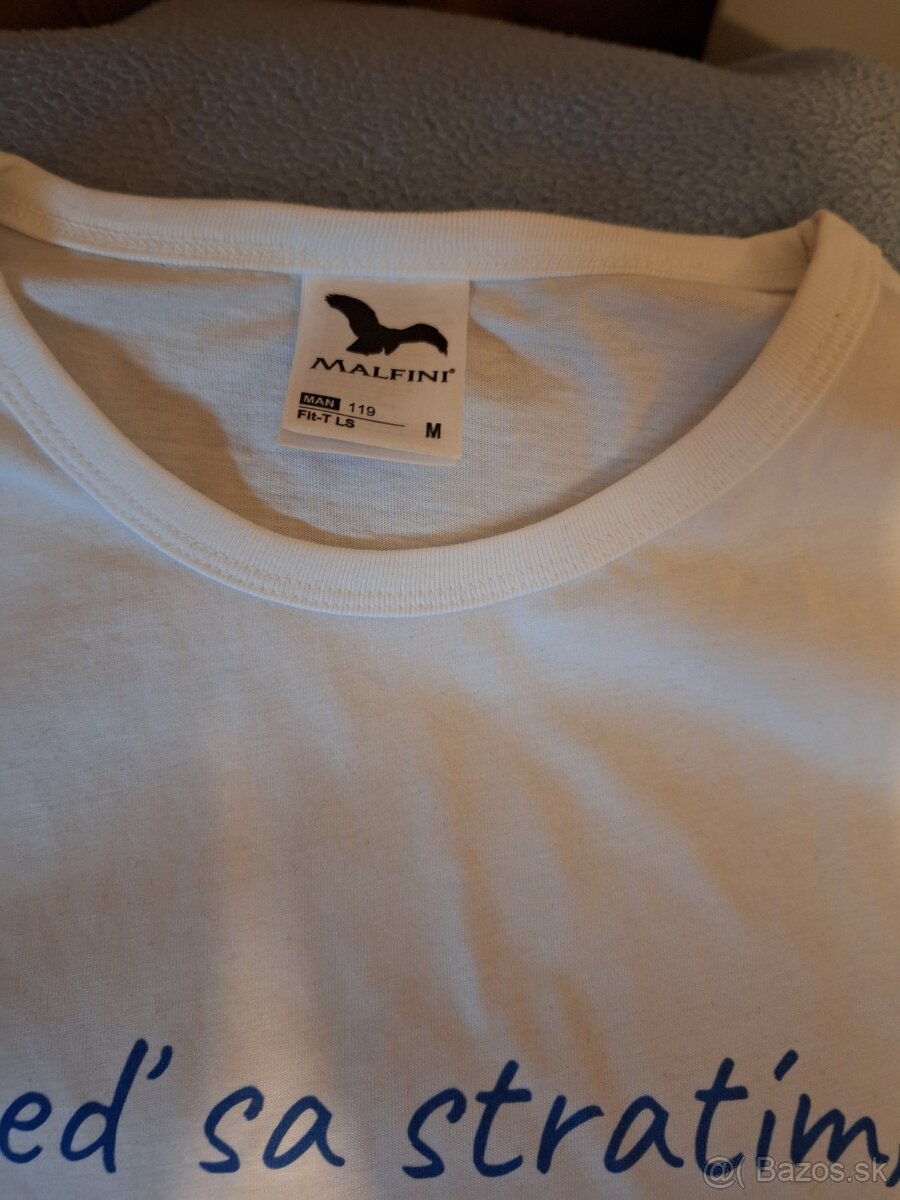 MALFINI®
MAN 119
Fit-T LS
M
eď sa stratím,
@ Bazos.sk